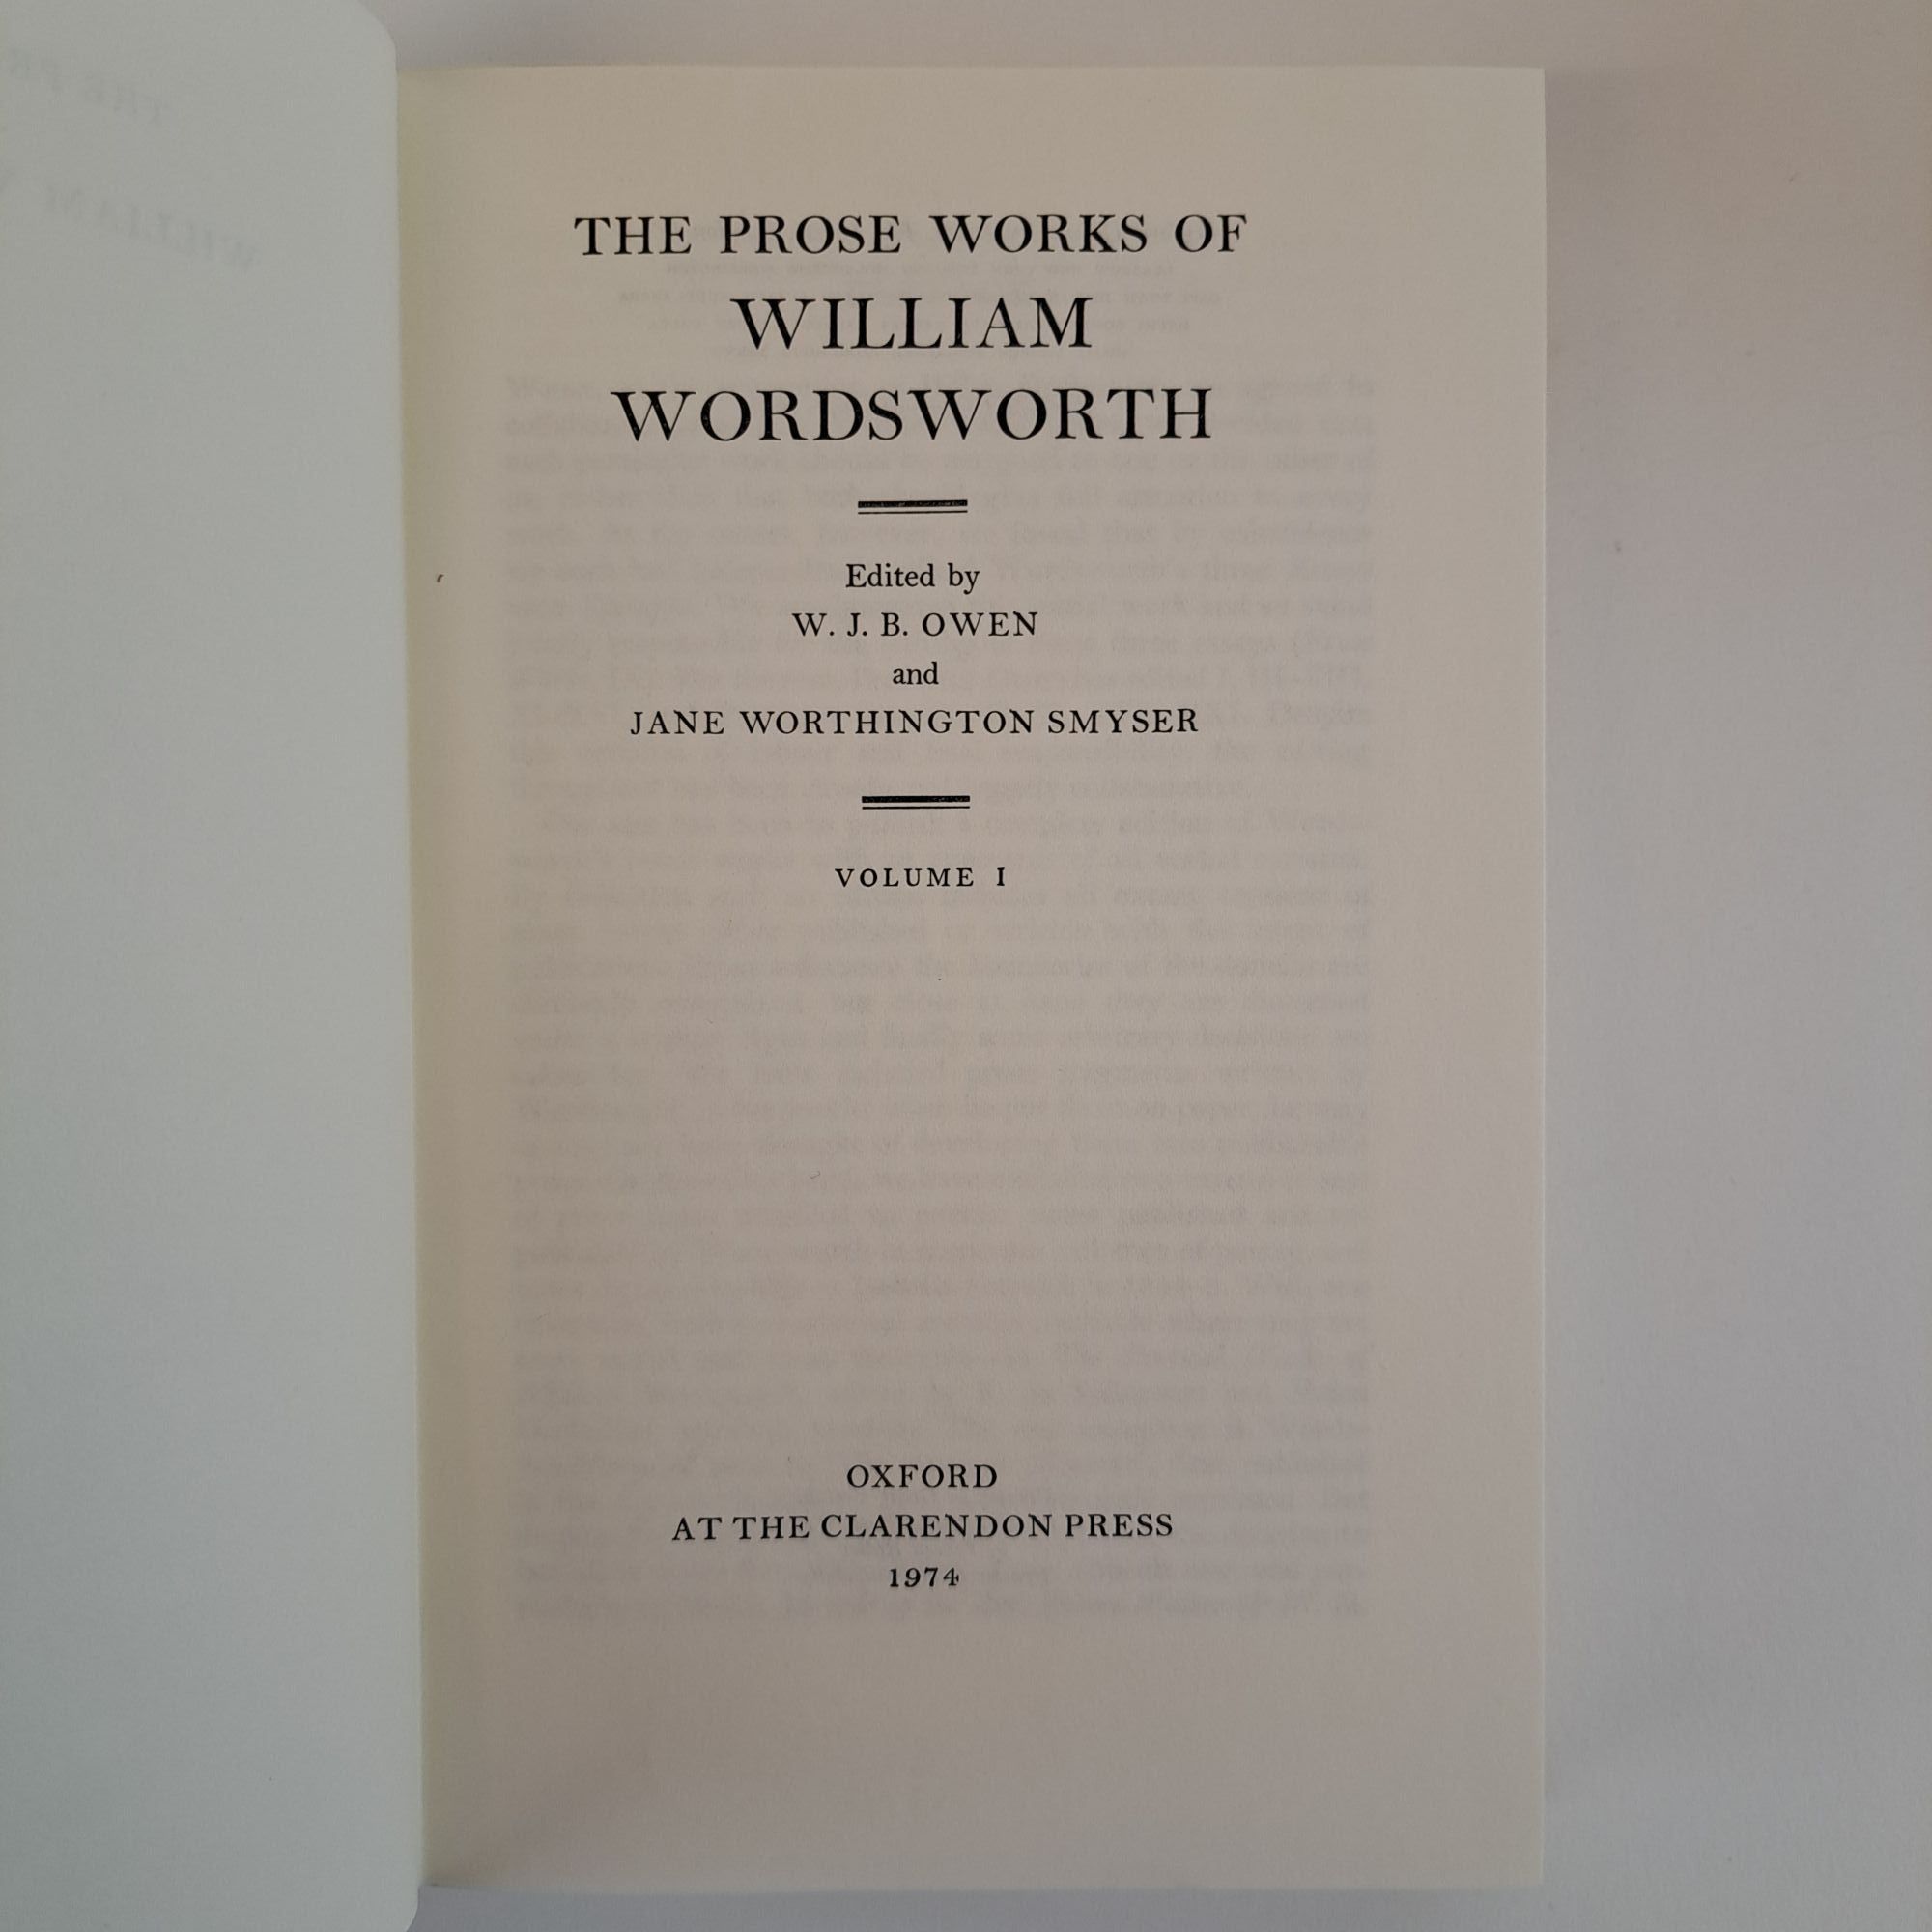 THE PROSE WORKS OF
WILLIAM
WORDSWORTH
Edited by
W. J. B. OWEN
and
JANE WORTHINGTON SMYSER
VOLUME I
OXFORD
AT THE CLARENDON PRESS
1974